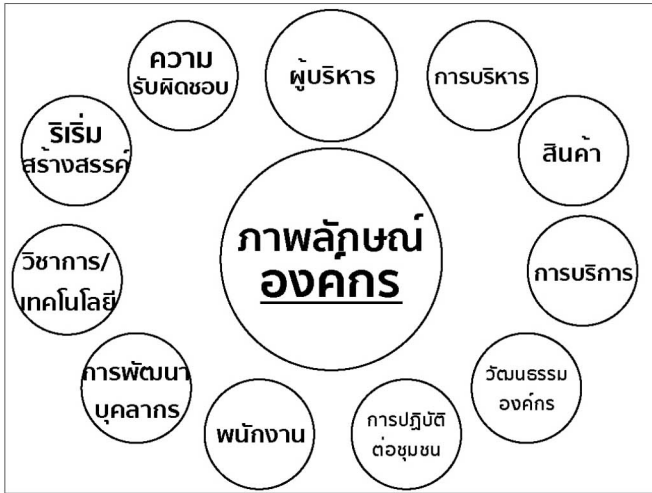 ความ
รับผิดชอบ
ผู้บริหาร
การบริหาร
ริเริ่ม
สร้างสรรค์
สินค้า
ภาพลักษณ์
องค์กร
วิชาการ/
เทคโนโลยี
การบริการ
การพัฒนา
บุคลากร
วัฒนธรรม
องค์กร
พนักงาน
การปฏิบัติ
ต่อชุมชน